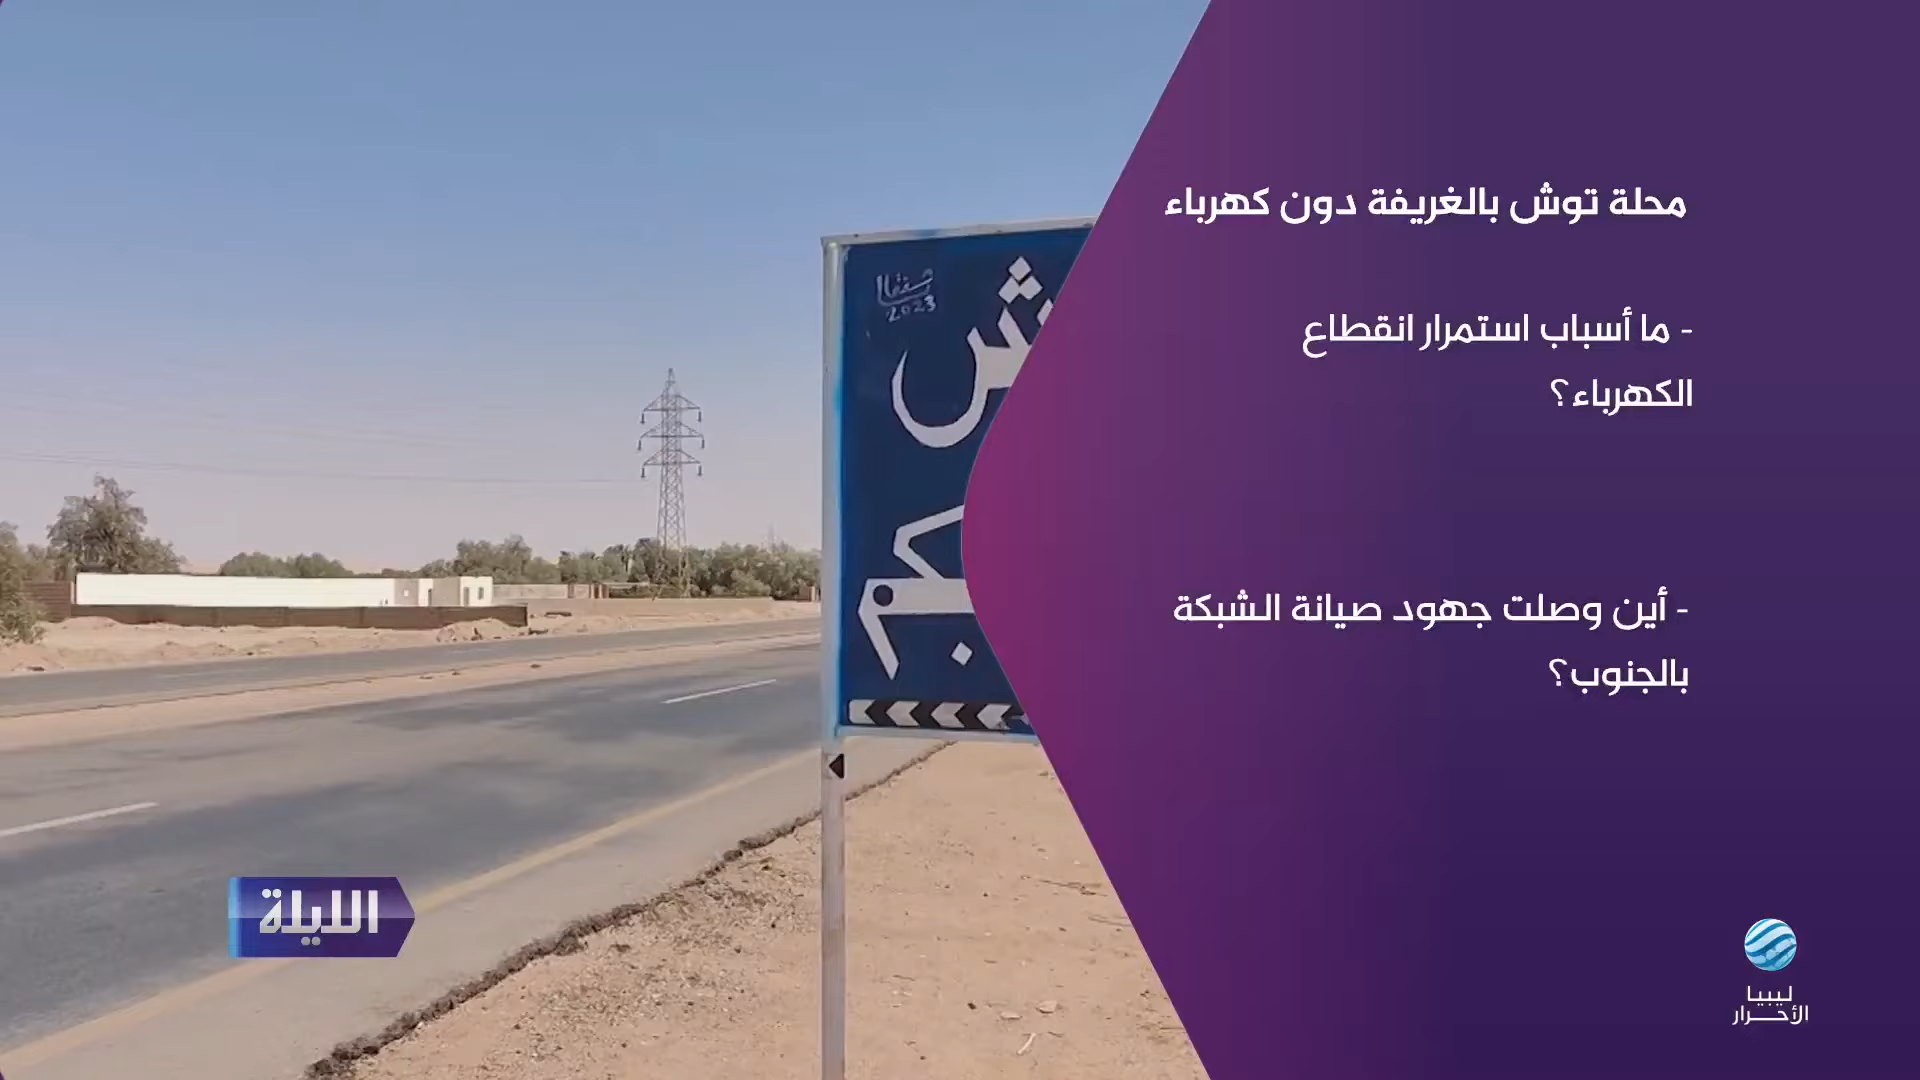 محلة توش بالغريفة دون كهرباء
- ما أسباب استمرار انقطاع
الكهرباء؟
- أين وصلت جهود صيانة الشبكة
بالجنوب؟
2023
الليلة
ليبيا
الأحرار